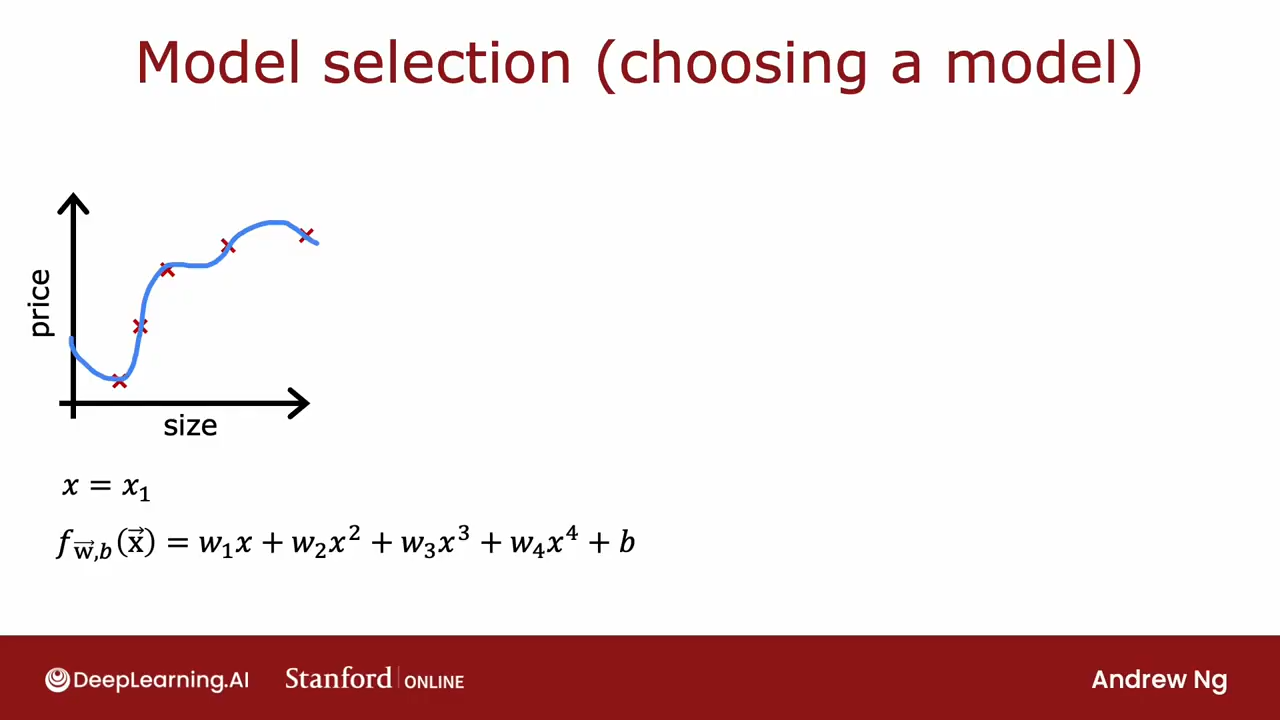 Model selection (choosing a model)
price
size
x = x₁
f_w⃗,b(x⃗) = w₁x + w₂x² + w₃x³ + w₄x⁴ + b
DeepLearning.AI
Stanford | ONLINE
Andrew Ng